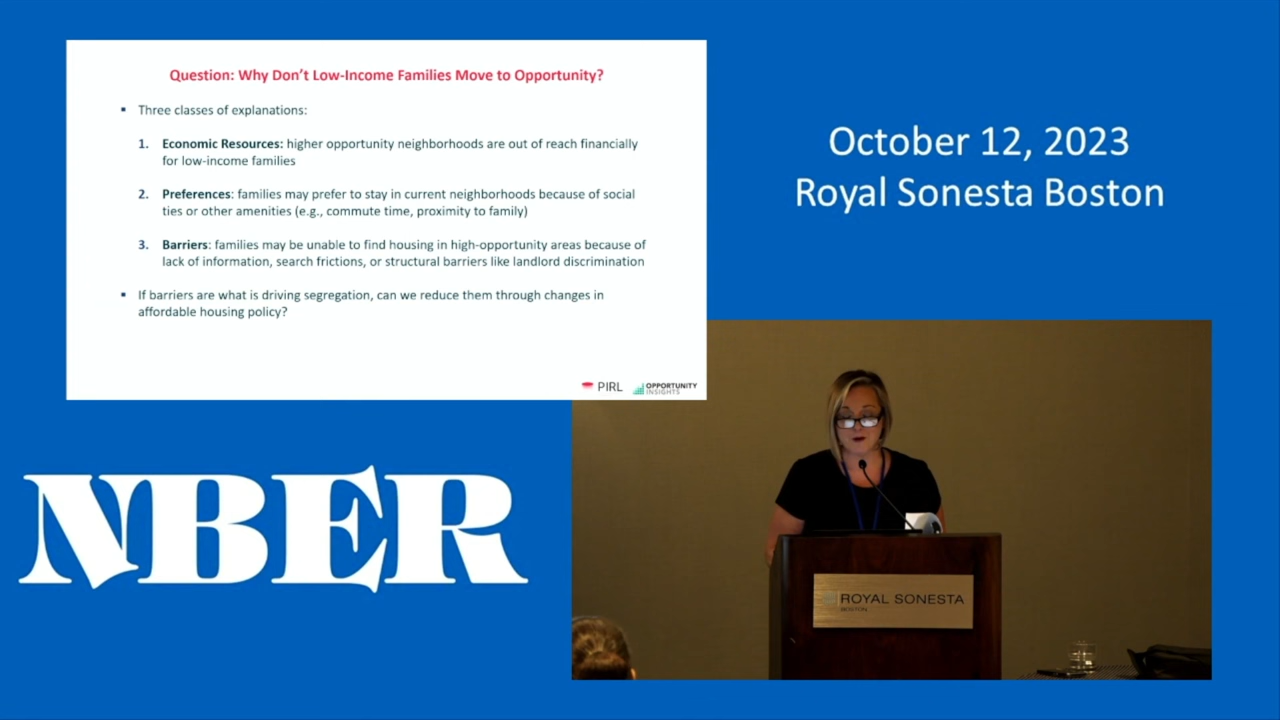 Question: Why Don't Low-Income Families Move to Opportunity?
▪ Three classes of explanations:
1. Economic Resources: higher opportunity neighborhoods are out of reach financially
for low-income families
2. Preferences: families may prefer to stay in current neighborhoods because of social
ties or other amenities (e.g., commute time, proximity to family)
3. Barriers: families may be unable to find housing in high-opportunity areas because of
lack of information, search frictions, or structural barriers like landlord discrimination
▪ If barriers are what is driving segregation, can we reduce them through changes in
affordable housing policy?
PIRL
OPPORTUNITY
INSIGHTS
October 12, 2023
Royal Sonesta Boston
NBER
ROYAL SONESTA
BOSTON